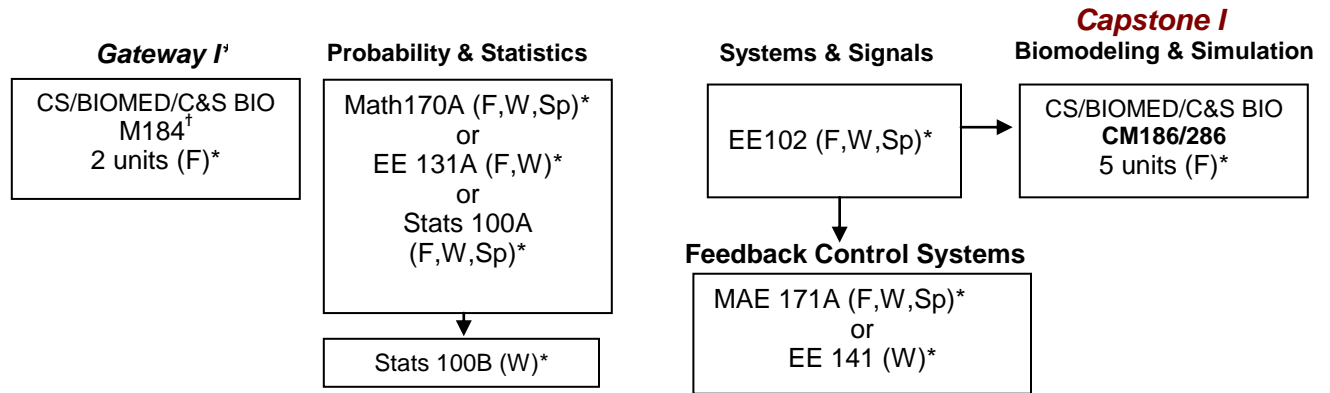 Gateway I*
CS/BIOMED/C&S BIO
M184†
2 units (F)*
Probability & Statistics
Math170A (F,W,Sp)*
or
EE 131A (F,W)*
or
Stats 100A
(F,W,Sp)*
Stats 100B (W)*
Systems & Signals
EE102 (F,W,Sp)*
Feedback Control Systems
MAE 171A (F,W,Sp)*
or
EE 141 (W)*
Capstone I
Biomodeling & Simulation
CS/BIOMED/C&S BIO
CM186/286
5 units (F)*